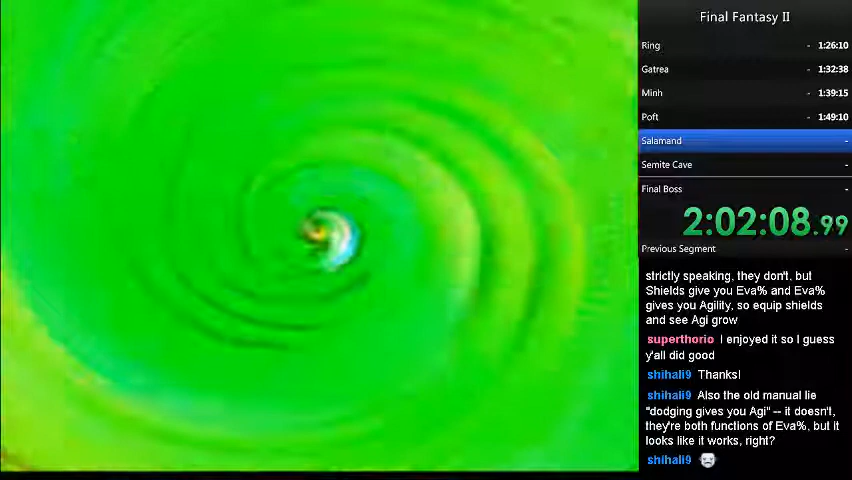 Final Fantasy II
Ring - 1:26:10
Gatrea - 1:32:38
Minh - 1:39:15
Poft - 1:49:10
Salamand -
Semite Cave -
Final Boss -
2:02:08.99
Previous Segment -
strictly speaking, they don't, but
Shields give you Eva% and Eva%
gives you Agility, so equip shields
and see Agi grow
superthorio I enjoyed it so I guess
y'all did good
shihali9 Thanks!
shihali9 Also the old manual lie
"dodging gives you Agi" -- it doesn't,
they're both functions of Eva%, but it
looks like it works, right?
shihali9